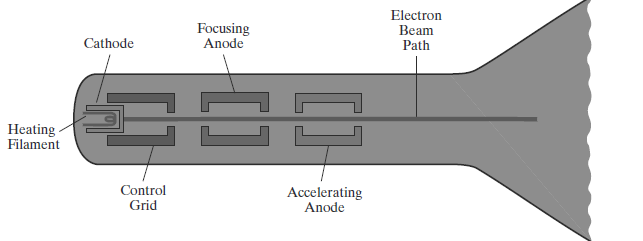 Electron
Beam
Path
Focusing
Anode
Cathode
Heating
Filament
Control
Grid
Accelerating
Anode